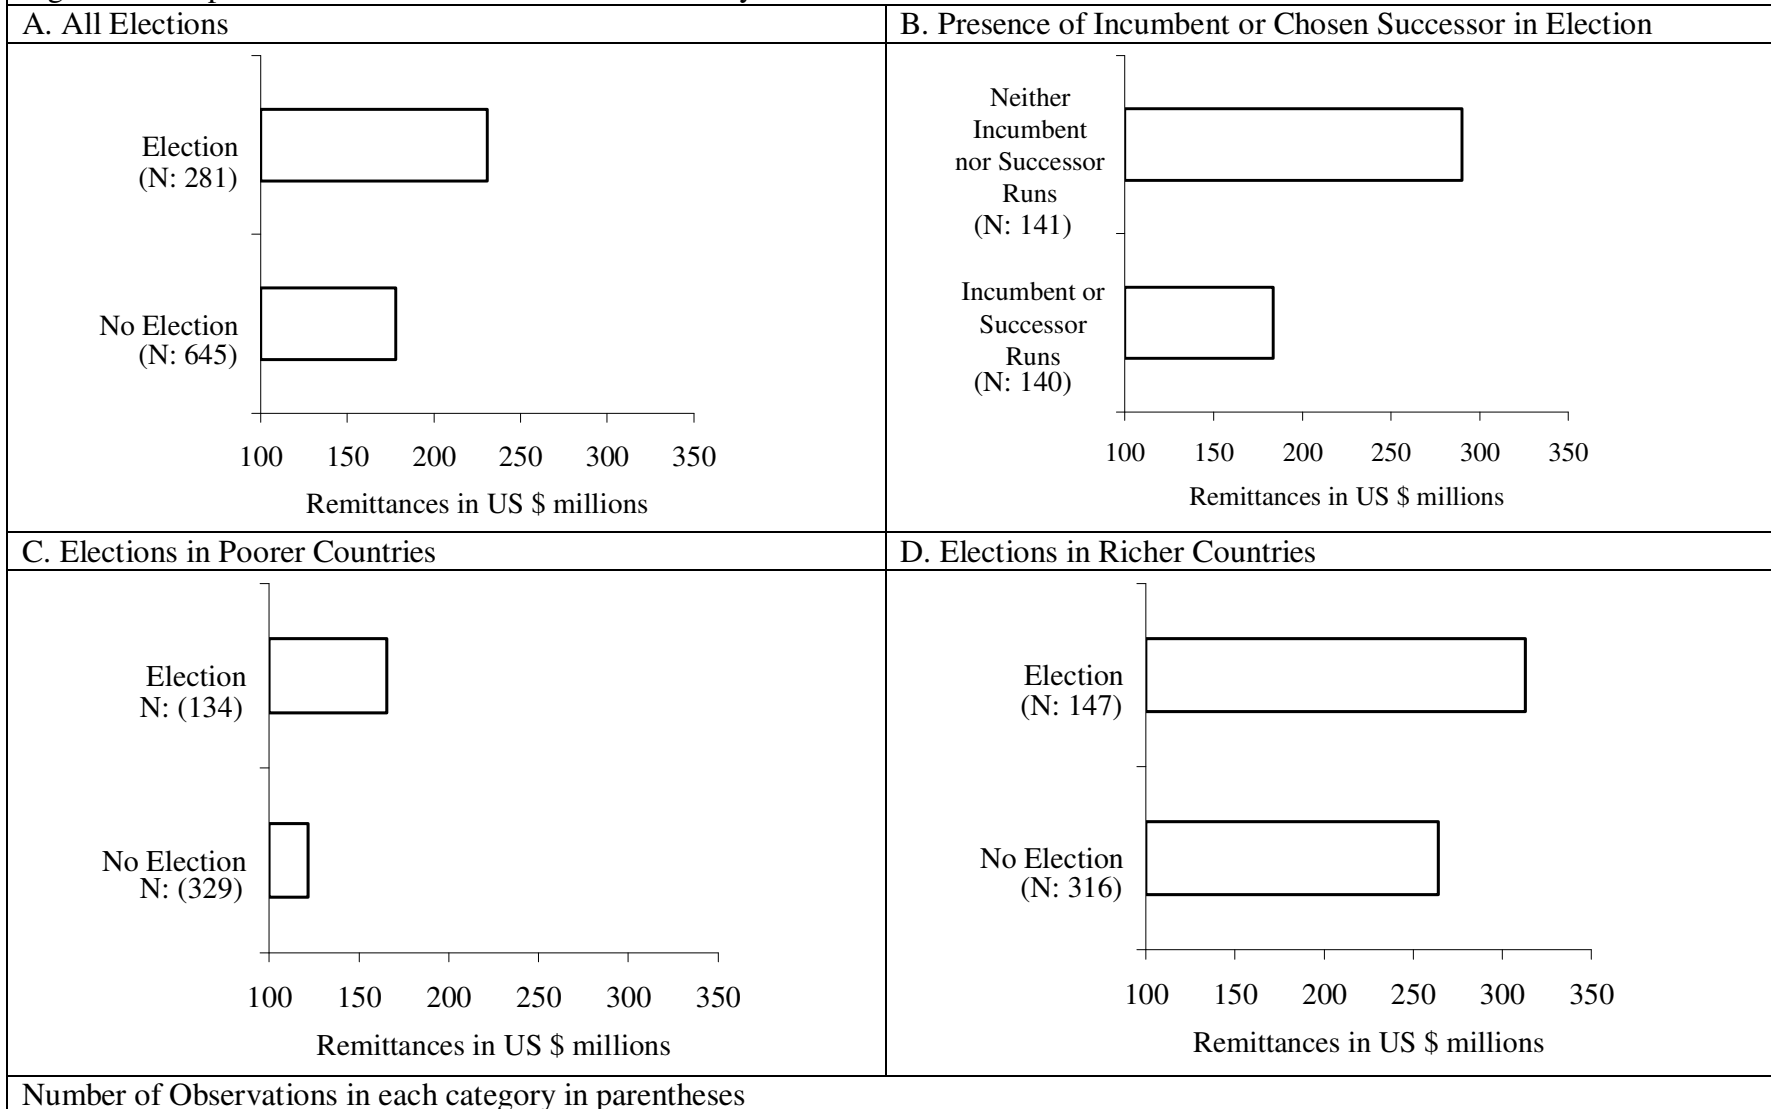 A. All Elections
B. Presence of Incumbent or Chosen Successor in Election
Election
(N: 281)
No Election
(N: 645)
100 150 200 250 300 350
Remittances in US $ millions
Neither
Incumbent
nor Successor
Runs
(N: 141)
Incumbent or
Successor
Runs
(N: 140)
100 150 200 250 300 350
Remittances in US $ millions
C. Elections in Poorer Countries
D. Elections in Richer Countries
Election
N: (134)
No Election
N: (329)
100 150 200 250 300 350
Remittances in US $ millions
Election
(N: 147)
No Election
(N: 316)
100 150 200 250 300 350
Remittances in US $ millions
Number of Observations in each category in parentheses